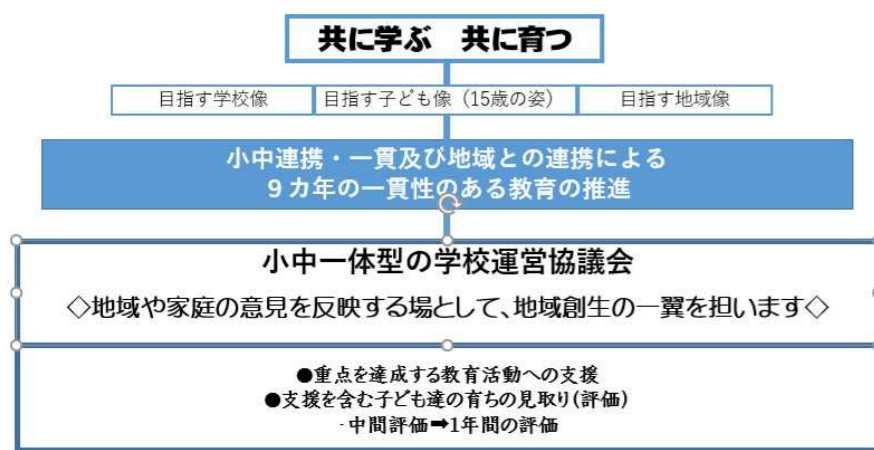 共に学ぶ　共に育つ
目指す学校像
目指す子ども像（15歳の姿）
目指す地域像
小中連携・一貫及び地域との連携による
９カ年の一貫性のある教育の推進
小中一体型の学校運営協議会
◇地域や家庭の意見を反映する場として、地域創生の一翼を担います◇
●重点を達成する教育活動への支援
●支援を含む子ども達の育ちの見取り(評価)
・中間評価➡1年間の評価